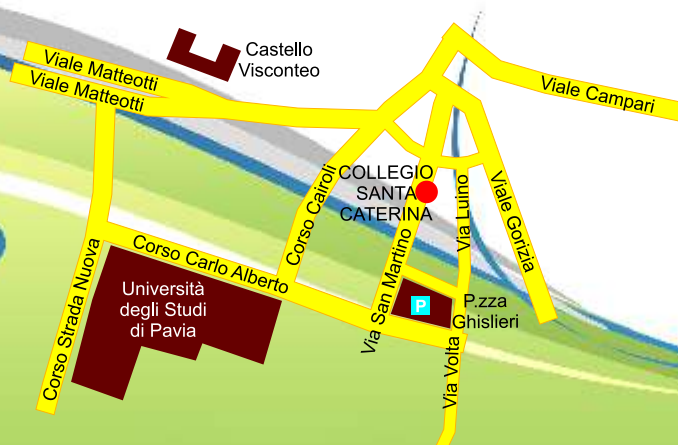 Castello
Visconteo
Viale Matteotti
Viale Matteotti
Viale Campari
COLLEGIO
SANTA
CATERINA
Corso Cairoli
Via Luino
Viale Gorizia
Via San Martino
Corso Carlo Alberto
Corso Strada Nuova
Università
degli Studi
di Pavia
P
P.zza
Ghislieri
Via Volta